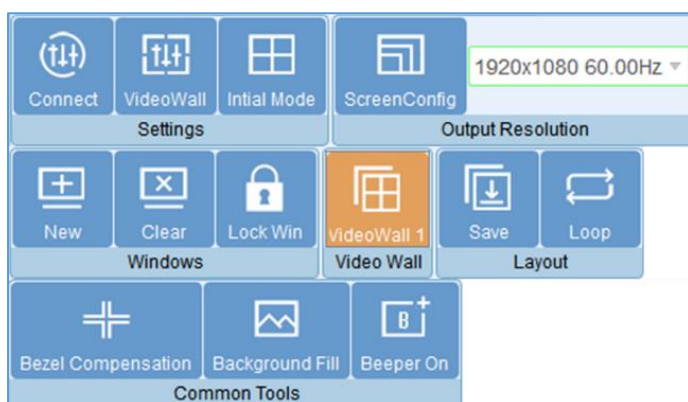 1920x1080 60.00Hz
Connect VideoWall Intial Mode ScreenConfig
Settings Output Resolution
New Clear Lock Win VideoWall 1 Save Loop
Windows Video Wall Layout
B
Bezel Compensation Background Fill Beeper On
Common Tools